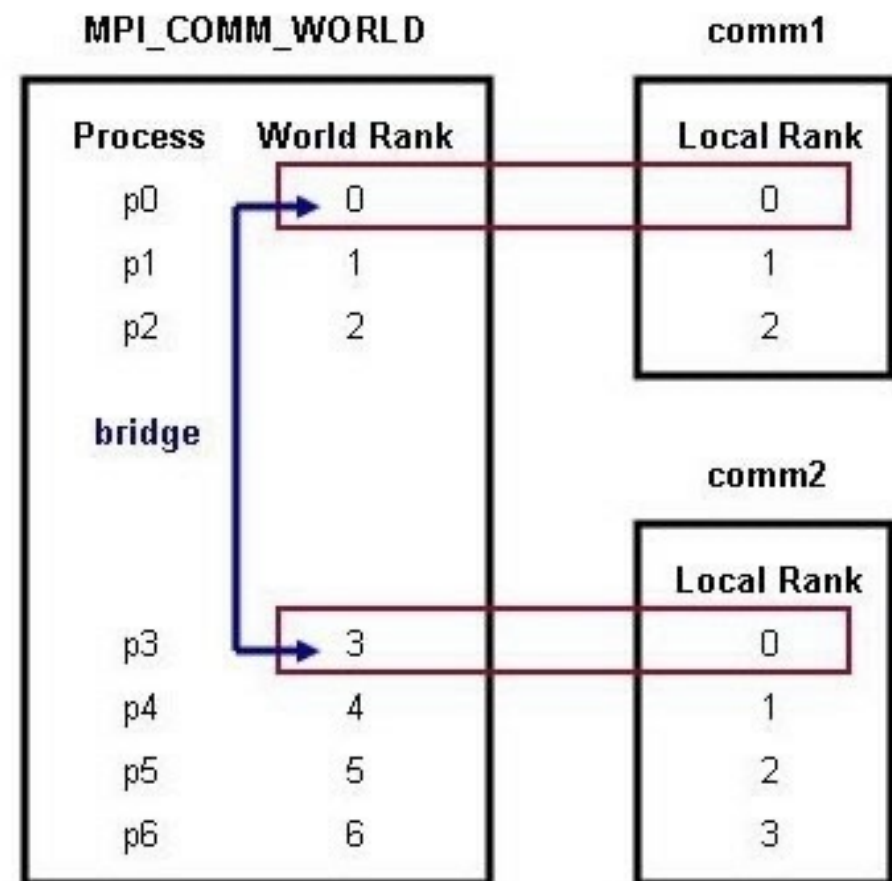 MPI_COMM_WORLD comm1
Process World Rank Local Rank
p0 0 0
p1 1 1
p2 2 2
bridge
comm2
Local Rank
p3 3 0
p4 4 1
p5 5 2
p6 6 3